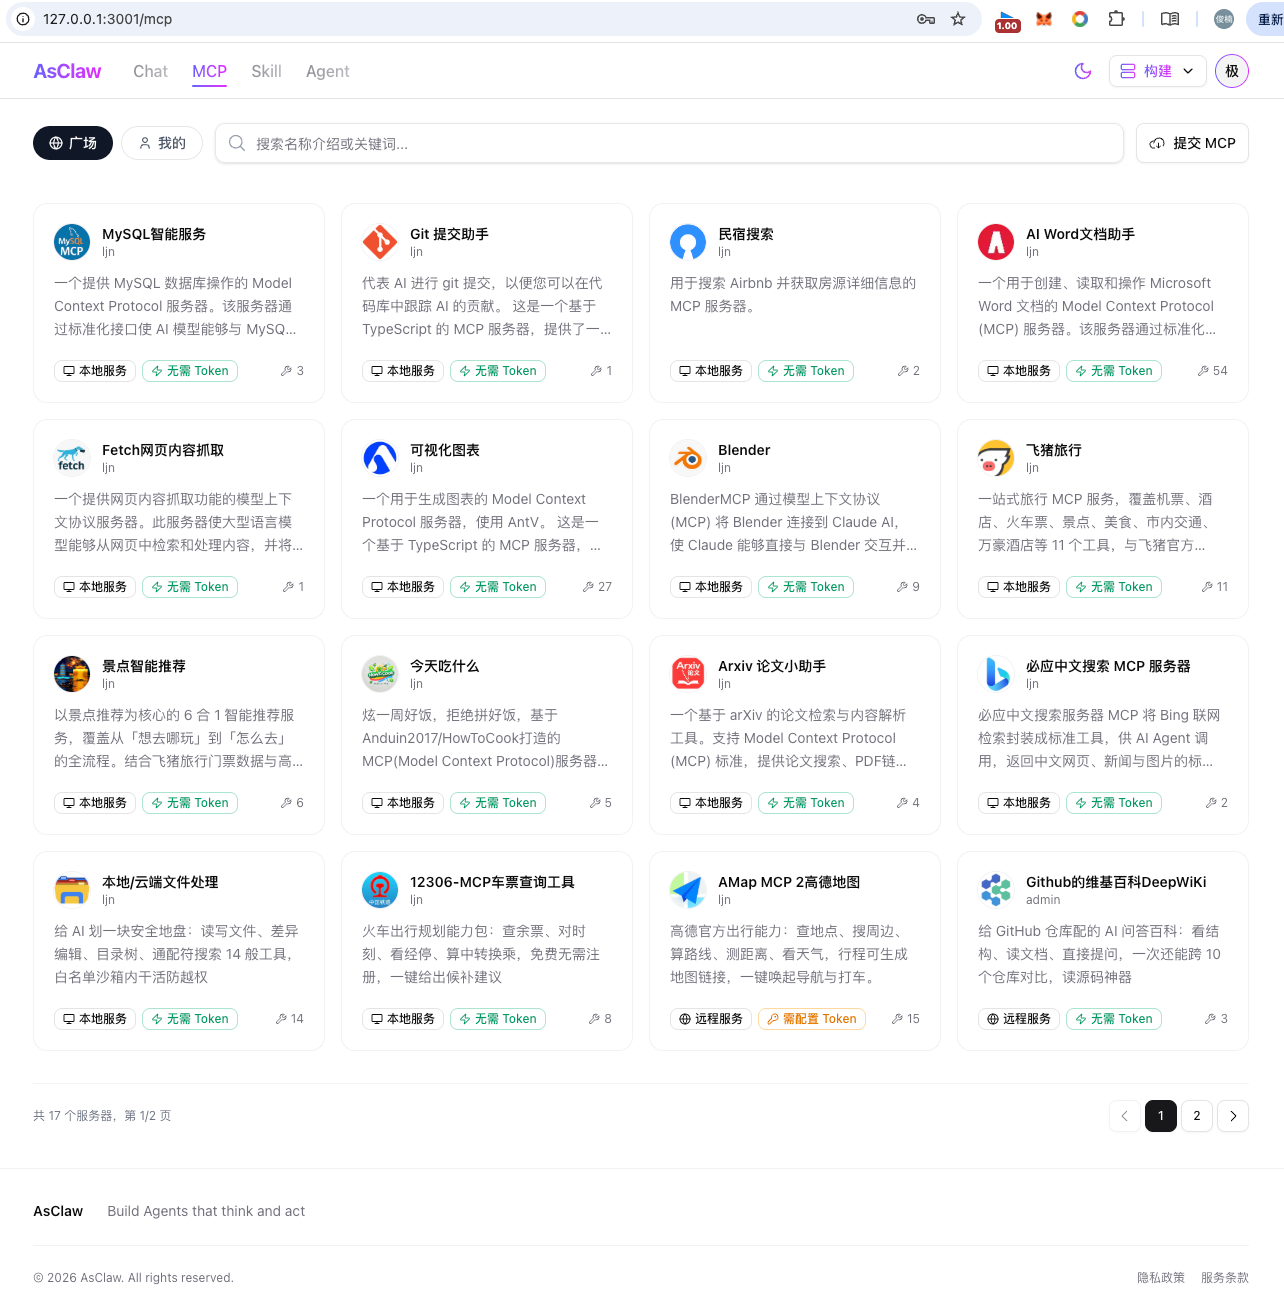 127.0.0.1:3001/mcp
1.00
俊楠
重新
AsClaw
Chat
MCP
Skill
Agent
构建
极
广场
我的
搜索名称介绍或关键词...
提交 MCP
MySQL MCP
MySQL智能服务
ljn
一个提供 MySQL 数据库操作的 Model
Context Protocol 服务器。该服务器通
过标准化接口使 AI 模型能够与 MySQ...
本地服务
无需 Token
3
Git 提交助手
ljn
代表 AI 进行 git 提交，以便您可以在代
码库中跟踪 AI 的贡献。 这是一个基于
TypeScript 的 MCP 服务器，提供了一...
本地服务
无需 Token
1
民宿搜索
ljn
用于搜索 Airbnb 并获取房源详细信息的
MCP 服务器。
本地服务
无需 Token
2
AI Word文档助手
ljn
一个用于创建、读取和操作 Microsoft
Word 文档的 Model Context Protocol
(MCP) 服务器。该服务器通过标准化...
本地服务
无需 Token
54
fetch
Fetch网页内容抓取
ljn
一个提供网页内容抓取功能的模型上下
文协议服务器。此服务器使大型语言模
型能够从网页中检索和处理内容，并将...
本地服务
无需 Token
1
可视化图表
ljn
一个用于生成图表的 Model Context
Protocol 服务器，使用 AntV。 这是一
个基于 TypeScript 的 MCP 服务器，...
本地服务
无需 Token
27
Blender
ljn
BlenderMCP 通过模型上下文协议
(MCP) 将 Blender 连接到 Claude AI，
使 Claude 能够直接与 Blender 交互并...
本地服务
无需 Token
9
飞猪旅行
ljn
一站式旅行 MCP 服务，覆盖机票、酒
店、火车票、景点、美食、市内交通、
万豪酒店等 11 个工具，与飞猪官方...
本地服务
无需 Token
11
景点智能推荐
ljn
以景点推荐为核心的 6 合 1 智能推荐服
务，覆盖从「想去哪玩」到「怎么去」
的全流程。结合飞猪旅行门票数据与高...
本地服务
无需 Token
6
今天吃什么
ljn
炫一周好饭，拒绝拼好饭，基于
Anduin2017/HowToCook打造的
MCP(Model Context Protocol)服务器...
本地服务
无需 Token
5
Arxiv
论文
Arxiv 论文小助手
ljn
一个基于 arXiv 的论文检索与内容解析
工具。支持 Model Context Protocol
(MCP) 标准，提供论文搜索、PDF链...
本地服务
无需 Token
4
必应中文搜索 MCP 服务器
ljn
必应中文搜索服务器 MCP 将 Bing 联网
检索封装成标准工具，供 AI Agent 调
用，返回中文网页、新闻与图片的标...
本地服务
无需 Token
2
本地/云端文件处理
ljn
给 AI 划一块安全地盘：读写文件、差异
编辑、目录树、通配符搜索 14 般工具，
白名单沙箱内干活防越权
本地服务
无需 Token
14
12306-MCP车票查询工具
ljn
火车出行规划能力包：查余票、对时
刻、看经停、算中转换乘，免费无需注
册，一键给出候补建议
本地服务
无需 Token
8
AMap MCP 2高德地图
ljn
高德官方出行能力：查地点、搜周边、
算路线、测距离、看天气，行程可生成
地图链接，一键唤起导航与打车。
远程服务
需配置 Token
15
Github的维基百科DeepWiKi
admin
给 GitHub 仓库配的 AI 问答百科：看结
构、读文档、直接提问，一次还能跨 10
个仓库对比，读源码神器
远程服务
无需 Token
3
共 17 个服务器，第 1/2 页
1
2
AsClaw
Build Agents that think and act
© 2026 AsClaw. All rights reserved.
隐私政策
服务条款